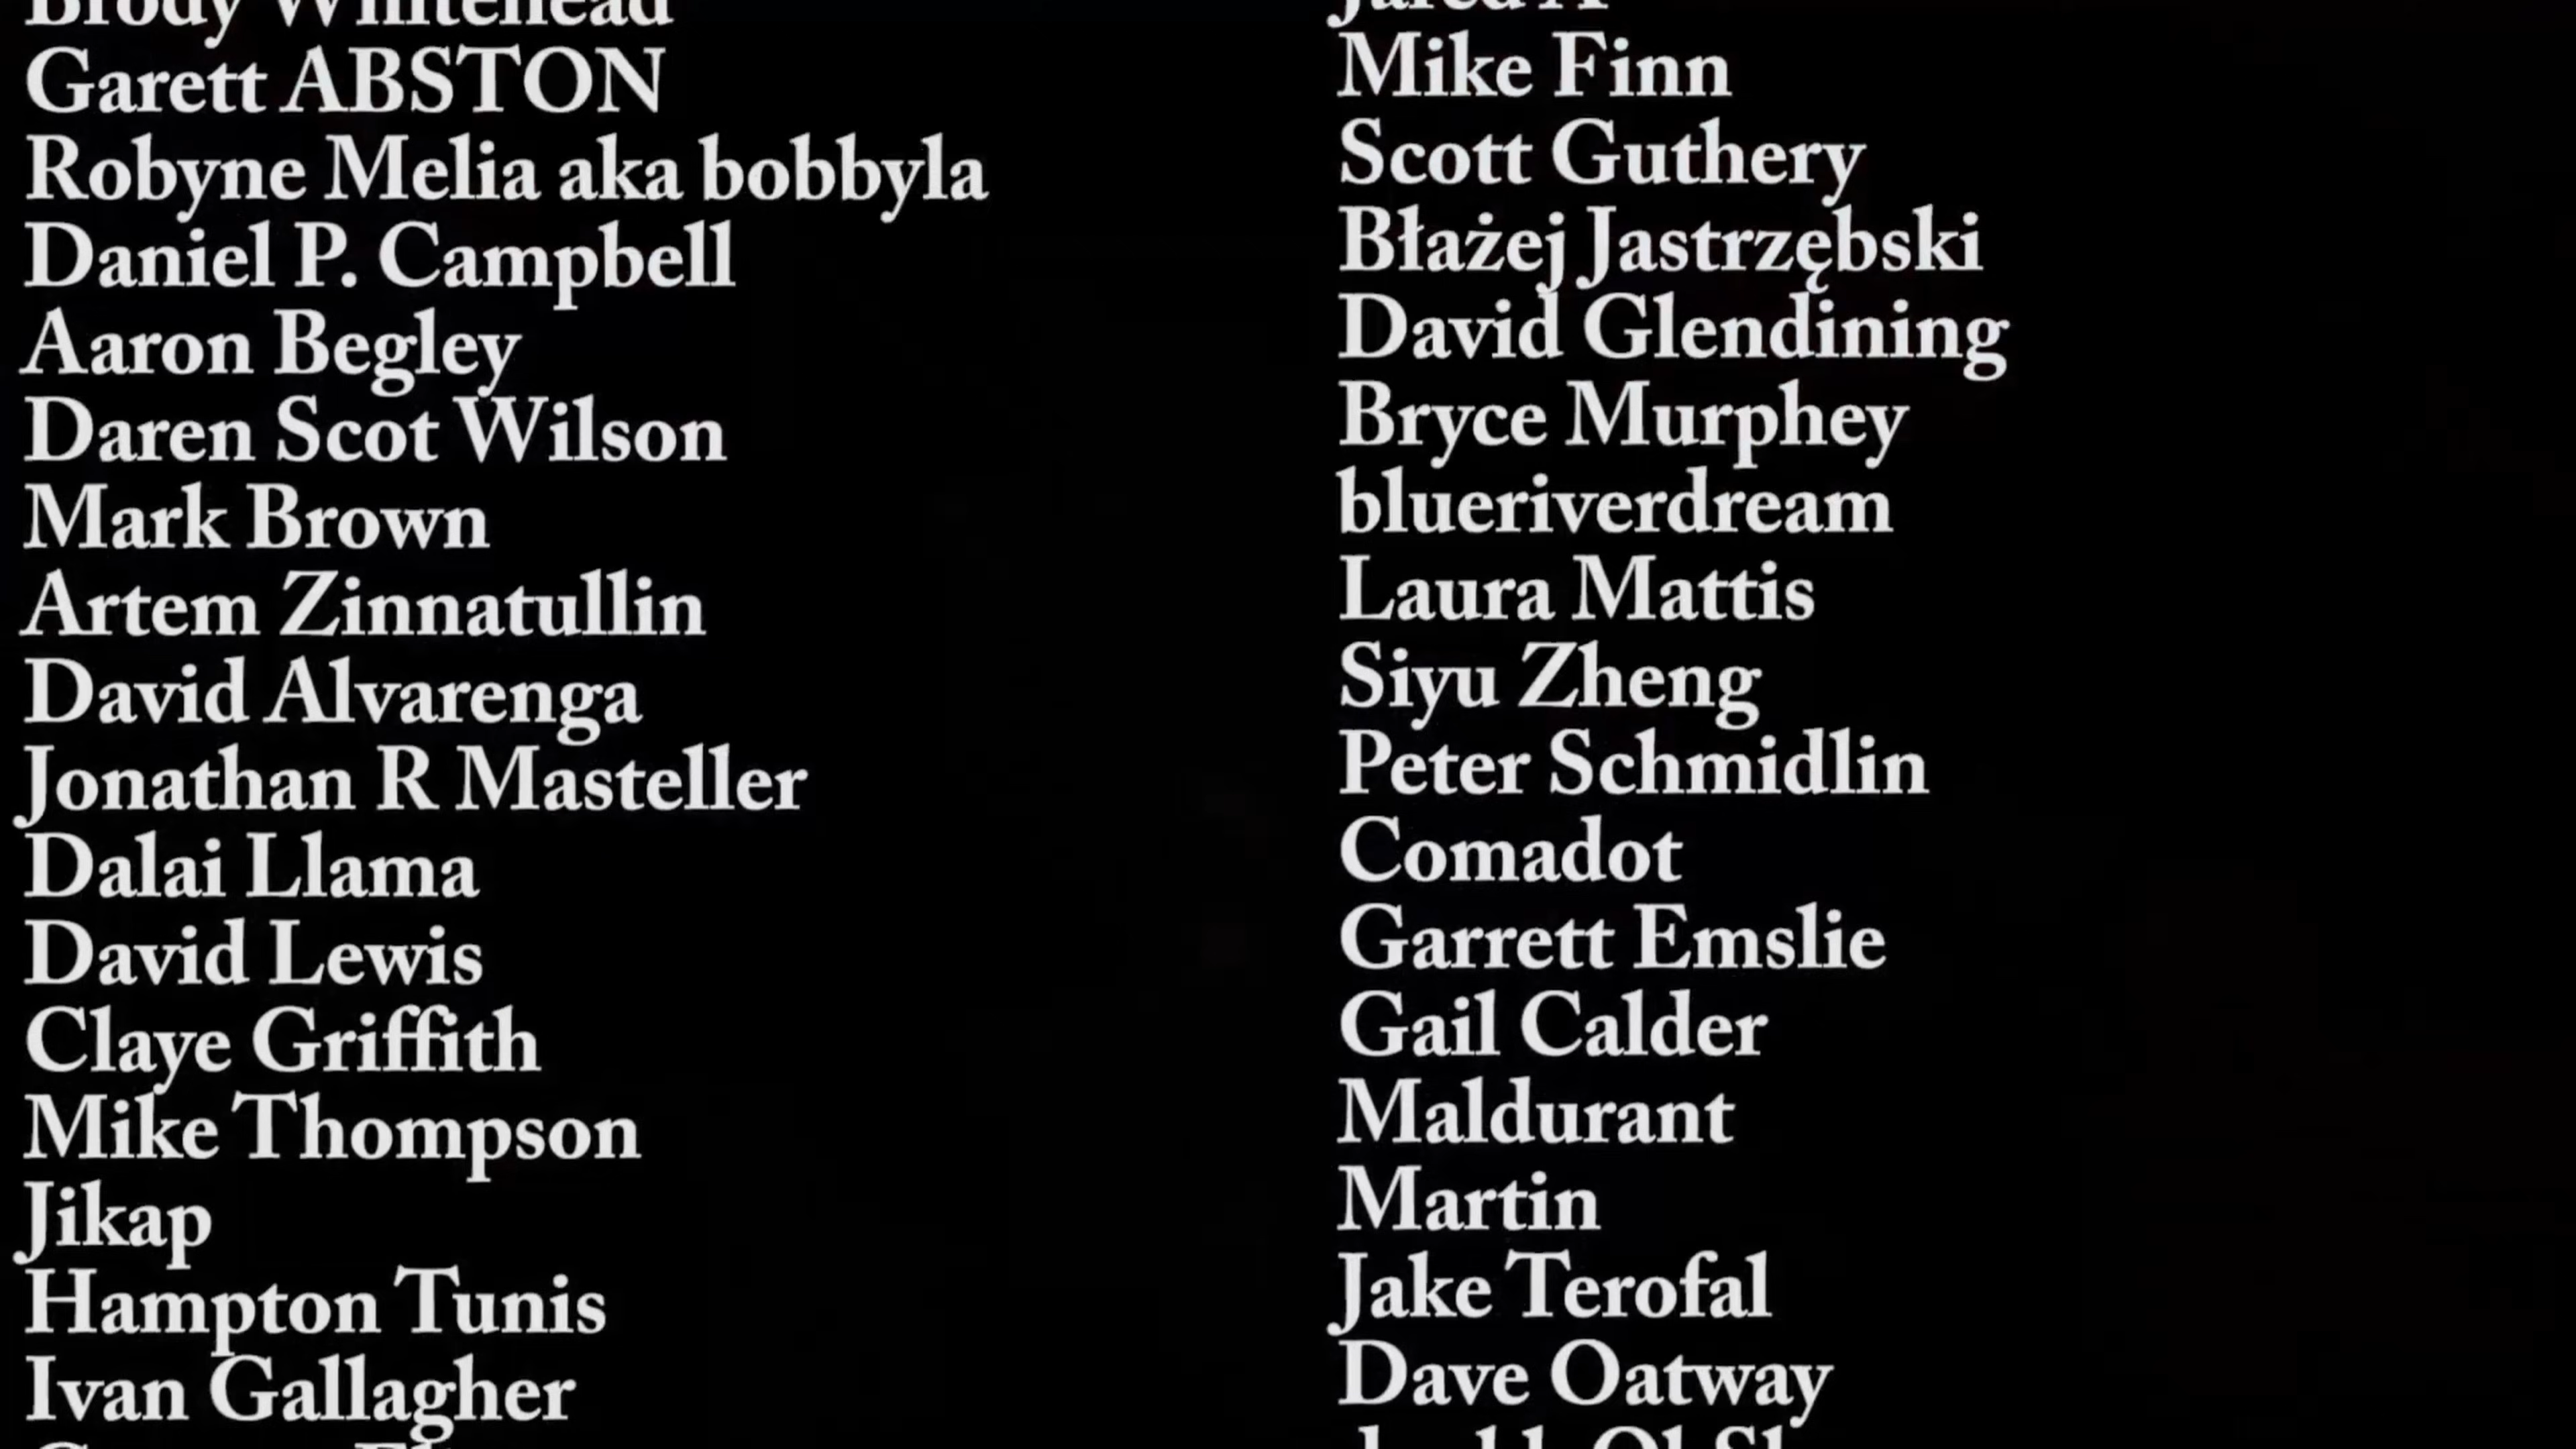 Brody Whitehead
Garett ABSTON
Robyne Melia aka bobbyla
Daniel P. Campbell
Aaron Begley
Daren Scot Wilson
Mark Brown
Artem Zinnatullin
David Alvarenga
Jonathan R Masteller
Dalai Llama
David Lewis
Claye Griffith
Mike Thompson
Jikap
Hampton Tunis
Ivan Gallagher
Jared A
Mike Finn
Scott Guthery
Błażej Jastrzębski
David Glendining
Bryce Murphey
blueriverdream
Laura Mattis
Siyu Zheng
Peter Schmidlin
Comadot
Garrett Emslie
Gail Calder
Maldurant
Martin
Jake Terofal
Dave Oatway